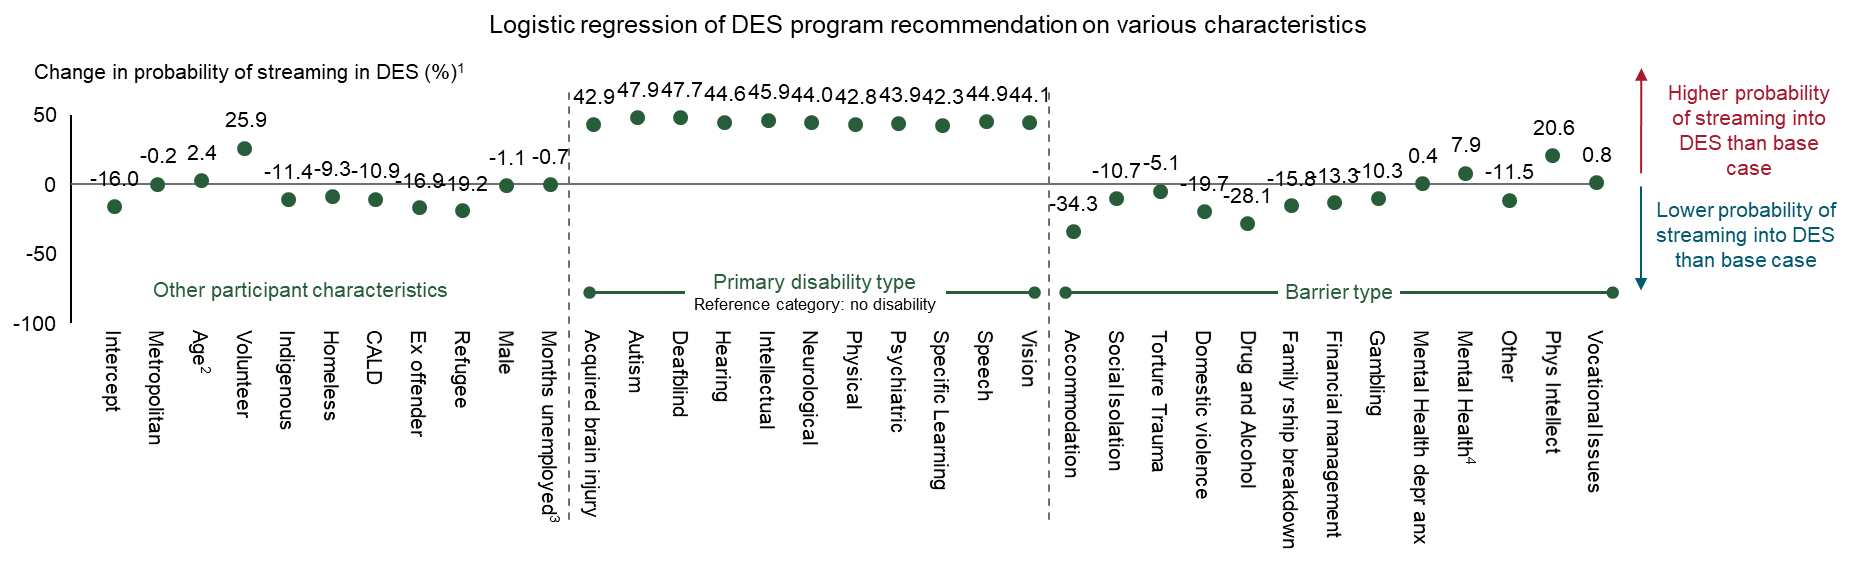 Logistic regression of DES program recommendation on various characteristics
Change in probability of streaming in DES (%)¹
50
0
-50
-100
-16.0
-0.2
2.4
25.9
-11.4
-9.3
-10.9
-16.9
-19.2
-1.1
-0.7
42.9
47.9
47.7
44.6
45.9
44.0
42.8
43.9
42.3
44.9
44.1
-34.3
-10.7
-5.1
-19.7
-28.1
-15.8
-13.3
-10.3
0.4
7.9
-11.5
20.6
0.8
Higher probability
of streaming into
DES than base
case
Lower probability of
streaming into DES
than base case
Other participant characteristics
Primary disability type
Reference category: no disability
Barrier type
Intercept
Metropolitan
Age²
Volunteer
Indigenous
Homeless
CALD
Ex offender
Refugee
Male
Months unemployed³
Acquired brain injury
Autism
Deafblind
Hearing
Intellectual
Neurological
Physical
Psychiatric
Specific Learning
Speech
Vision
Accommodation
Social Isolation
Torture Trauma
Domestic violence
Drug and Alcohol
Family rship breakdown
Financial management
Gambling
Mental Health depr anx
Mental Health⁴
Other
Phys Intellect
Vocational Issues